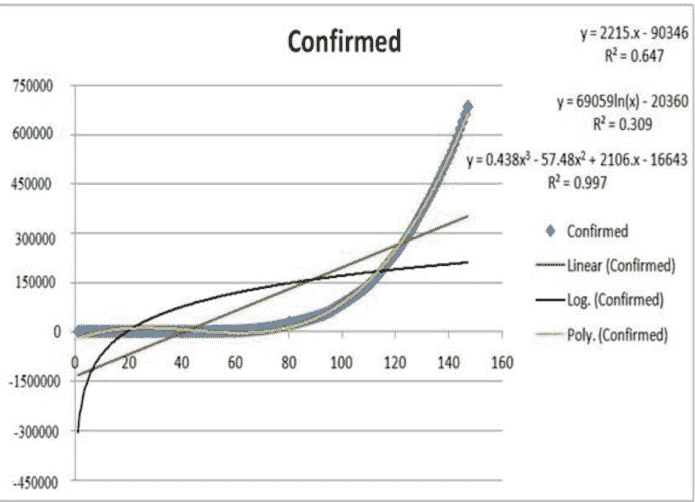 Confirmed
y = 2215.x - 90346
R² = 0.647
y = 69059ln(x) - 20360
R² = 0.309
y = 0.438x³ - 57.48x² + 2106.x - 16643
R² = 0.997
750000
600000
450000
300000
150000
0
-1500000
-300000
-450000
0 20 40 60 80 100 120 140 160
Confirmed
Linear (Confirmed)
Log. (Confirmed)
Poly. (Confirmed)